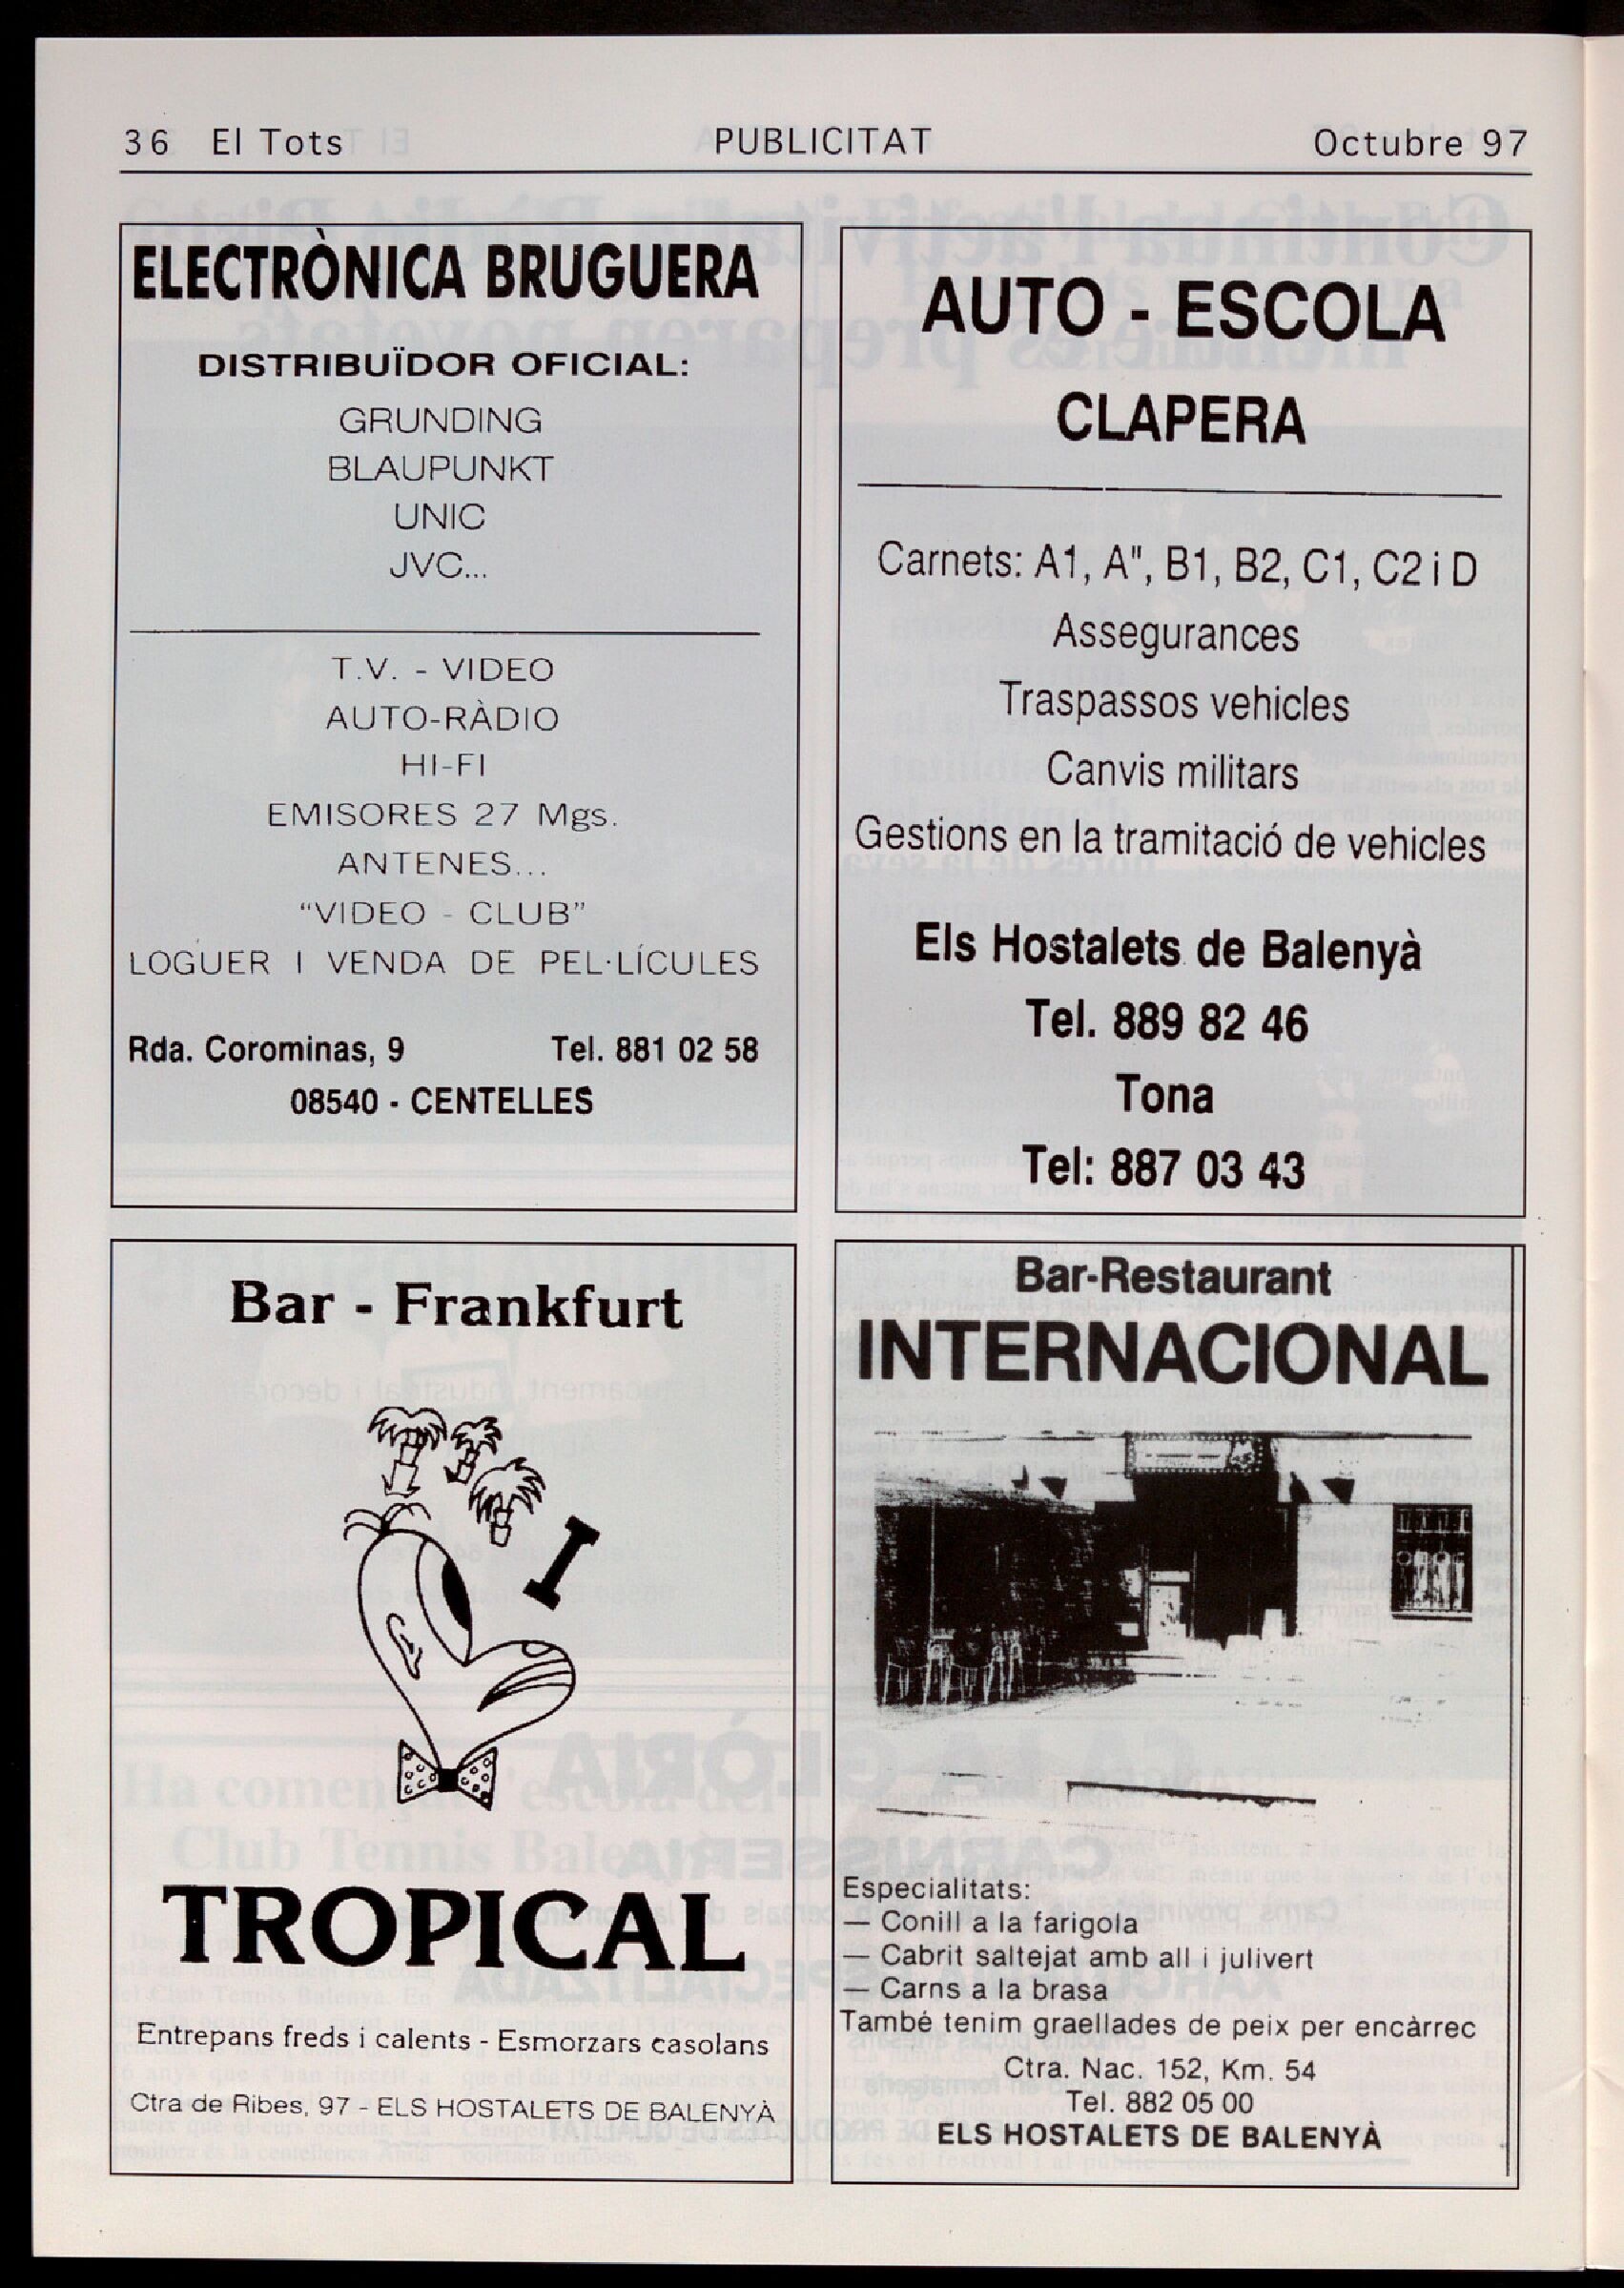 36 El Tots PUBLICITAT Octubre 97
ELECTRÒNICA BRUGUERA
DISTRIBUÏDOR OFICIAL:
GRUNDING
BLAUPUNKT
UNIC
JVC...
T.V. - VIDEO
AUTO-RÀDIO
HI-FI
EMISORES 27 Mgs.
ANTENES...
“VIDEO - CLUB”
LOGUER I VENDA DE PEL·LÍCULES
Rda. Corominas, 9 Tel. 881 02 58
08540 - CENTELLES
AUTO - ESCOLA
CLAPERA
Carnets: A1, A", B1, B2, C1, C2 i D
Assegurances
Traspassos vehicles
Canvis militars
Gestions en la tramitació de vehicles
Els Hostalets de Balenyà
Tel. 889 82 46
Tona
Tel: 887 03 43
Bar - Frankfurt
TROPICAL
Entrepans freds i calents - Esmorzars casolans
Ctra de Ribes, 97 - ELS HOSTALETS DE BALENYÀ
Bar-Restaurant
INTERNACIONAL
Especialitats:
— Conill a la farigola
— Cabrit saltejat amb all i julivert
— Carns a la brasa
També tenim graellades de peix per encàrrec
Ctra. Nac. 152, Km. 54
Tel. 882 05 00
ELS HOSTALETS DE BALENYÀ